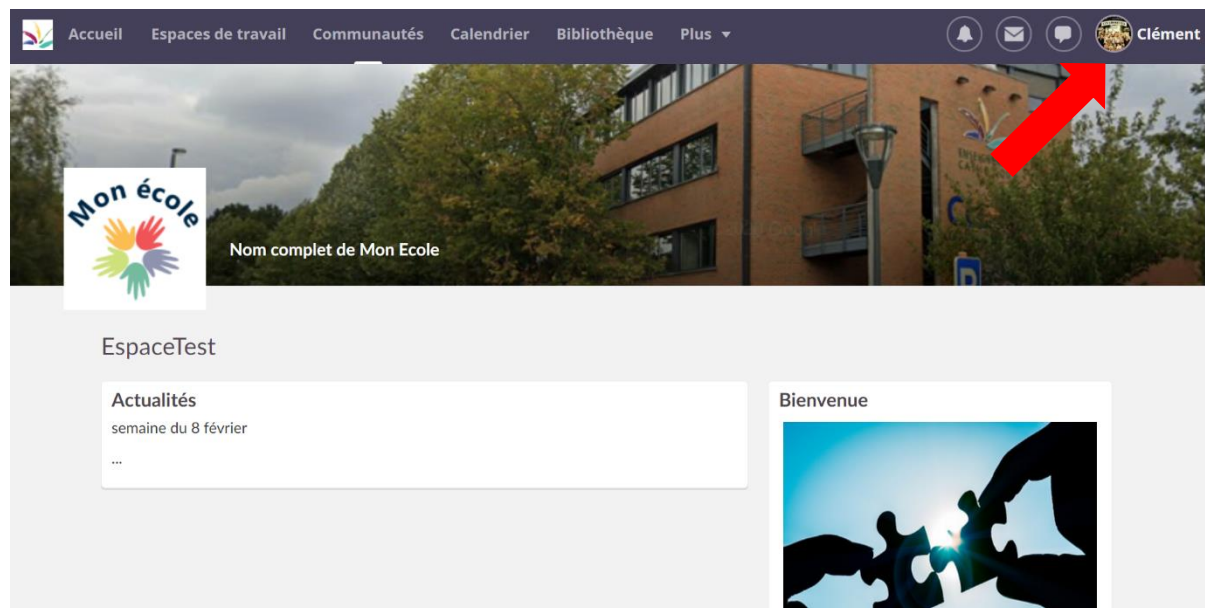 Accueil Espaces de travail Communautés Calendrier Bibliothèque Plus Clément
Mon école
Nom complet de Mon Ecole
EspaceTest
Actualités
semaine du 8 février
...
Bienvenue